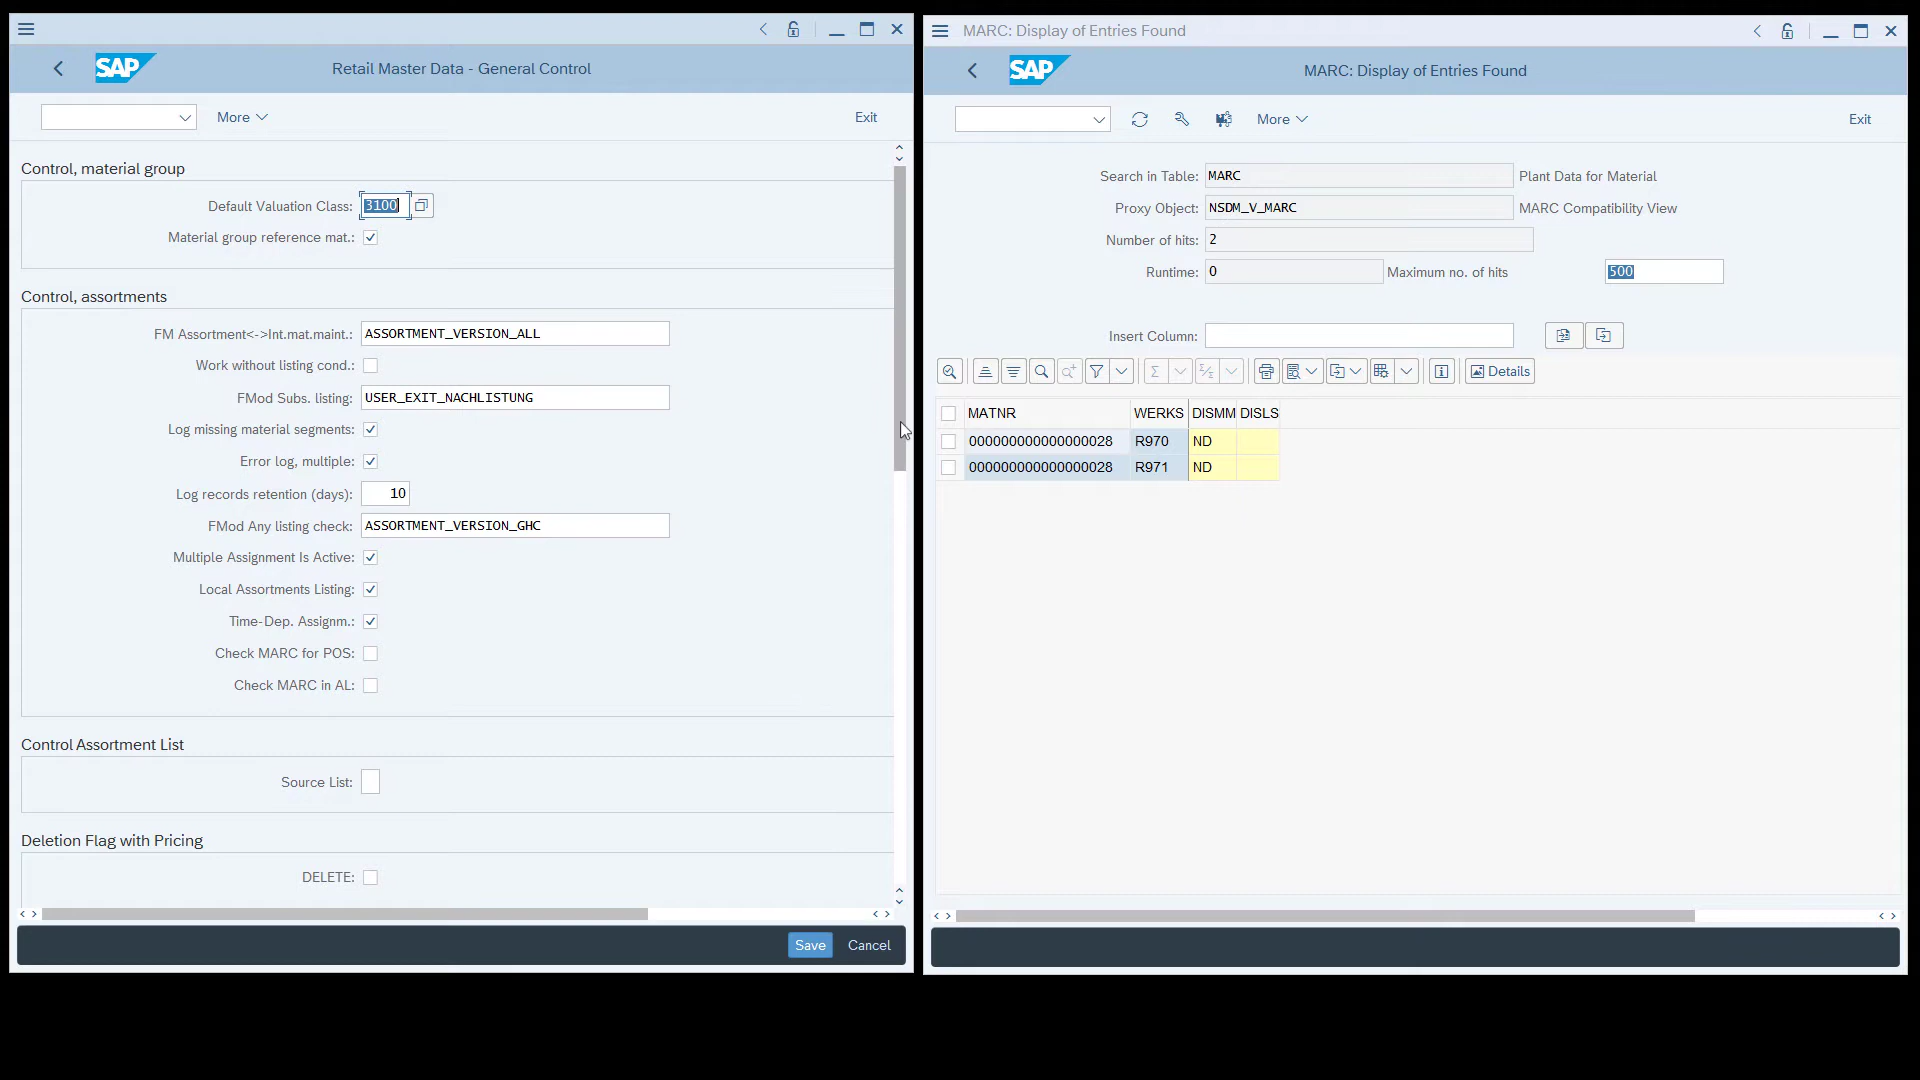 SAP
Retail Master Data - General Control
More
Exit
Control, material group
Default Valuation Class: 3100
Material group reference mat.:
Control, assortments
FM Assortment<->Int.mat.maint.: ASSORTMENT_VERSION_ALL
Work without listing cond.:
FMod Subs. listing: USER_EXIT_NACHLISTUNG
Log missing material segments:
Error log, multiple:
Log records retention (days): 10
FMod Any listing check: ASSORTMENT_VERSION_GHC
Multiple Assignment Is Active:
Local Assortments Listing:
Time-Dep. Assignm.:
Check MARC for POS:
Check MARC in AL:
Control Assortment List
Source List:
Deletion Flag with Pricing
DELETE:
Save Cancel
MARC: Display of Entries Found
SAP
MARC: Display of Entries Found
More
Exit
Search in Table: MARC Plant Data for Material
Proxy Object: NSDM_V_MARC MARC Compatibility View
Number of hits: 2
Runtime: 0 Maximum no. of hits 500
Insert Column:
Details
MATNR WERKS DISMM DISLS
000000000000000028 R970 ND
000000000000000028 R971 ND